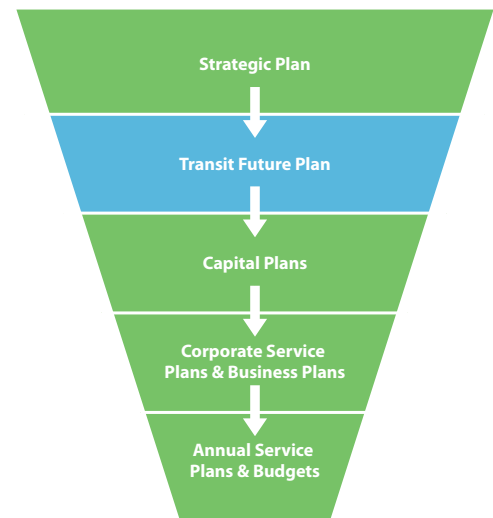 Strategic Plan
Transit Future Plan
Capital Plans
Corporate Service
Plans & Business Plans
Annual Service
Plans & Budgets